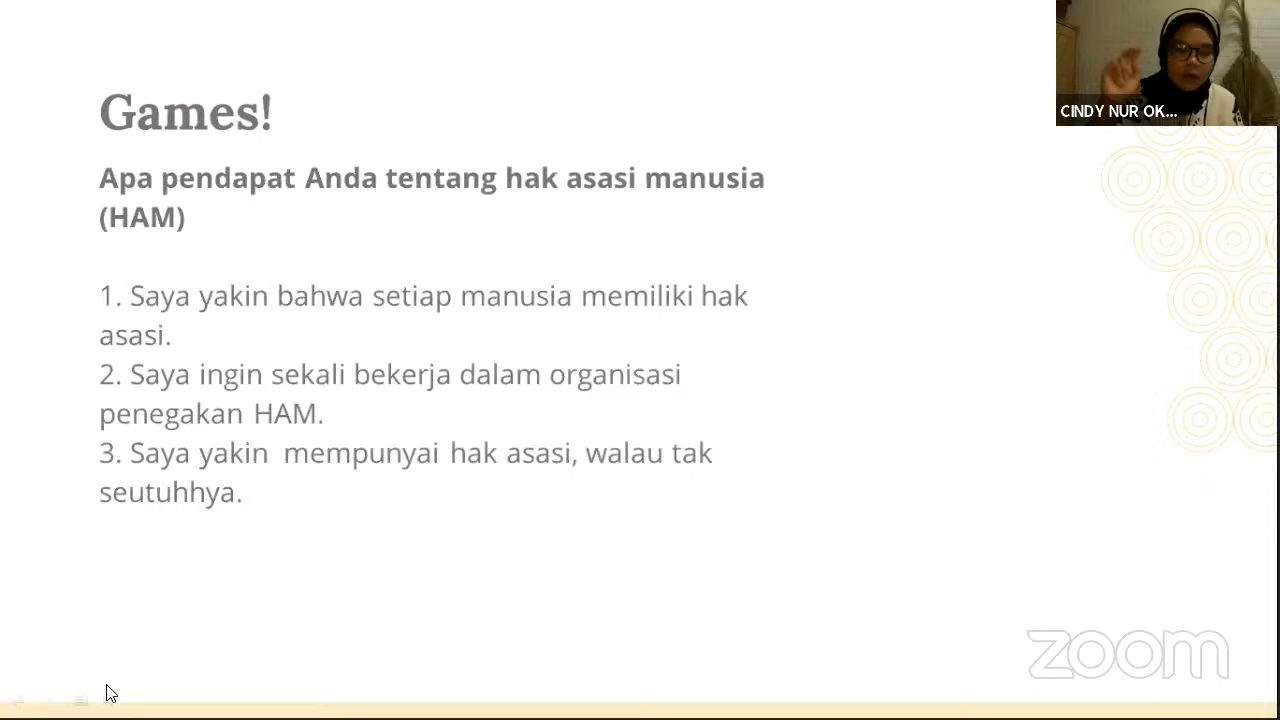 Games!
Apa pendapat Anda tentang hak asasi manusia
(HAM)
1. Saya yakin bahwa setiap manusia memiliki hak
asasi.
2. Saya ingin sekali bekerja dalam organisasi
penegakan HAM.
3. Saya yakin mempunyai hak asasi, walau tak
seutuhhya.
CINDY NUR OK...
zoom